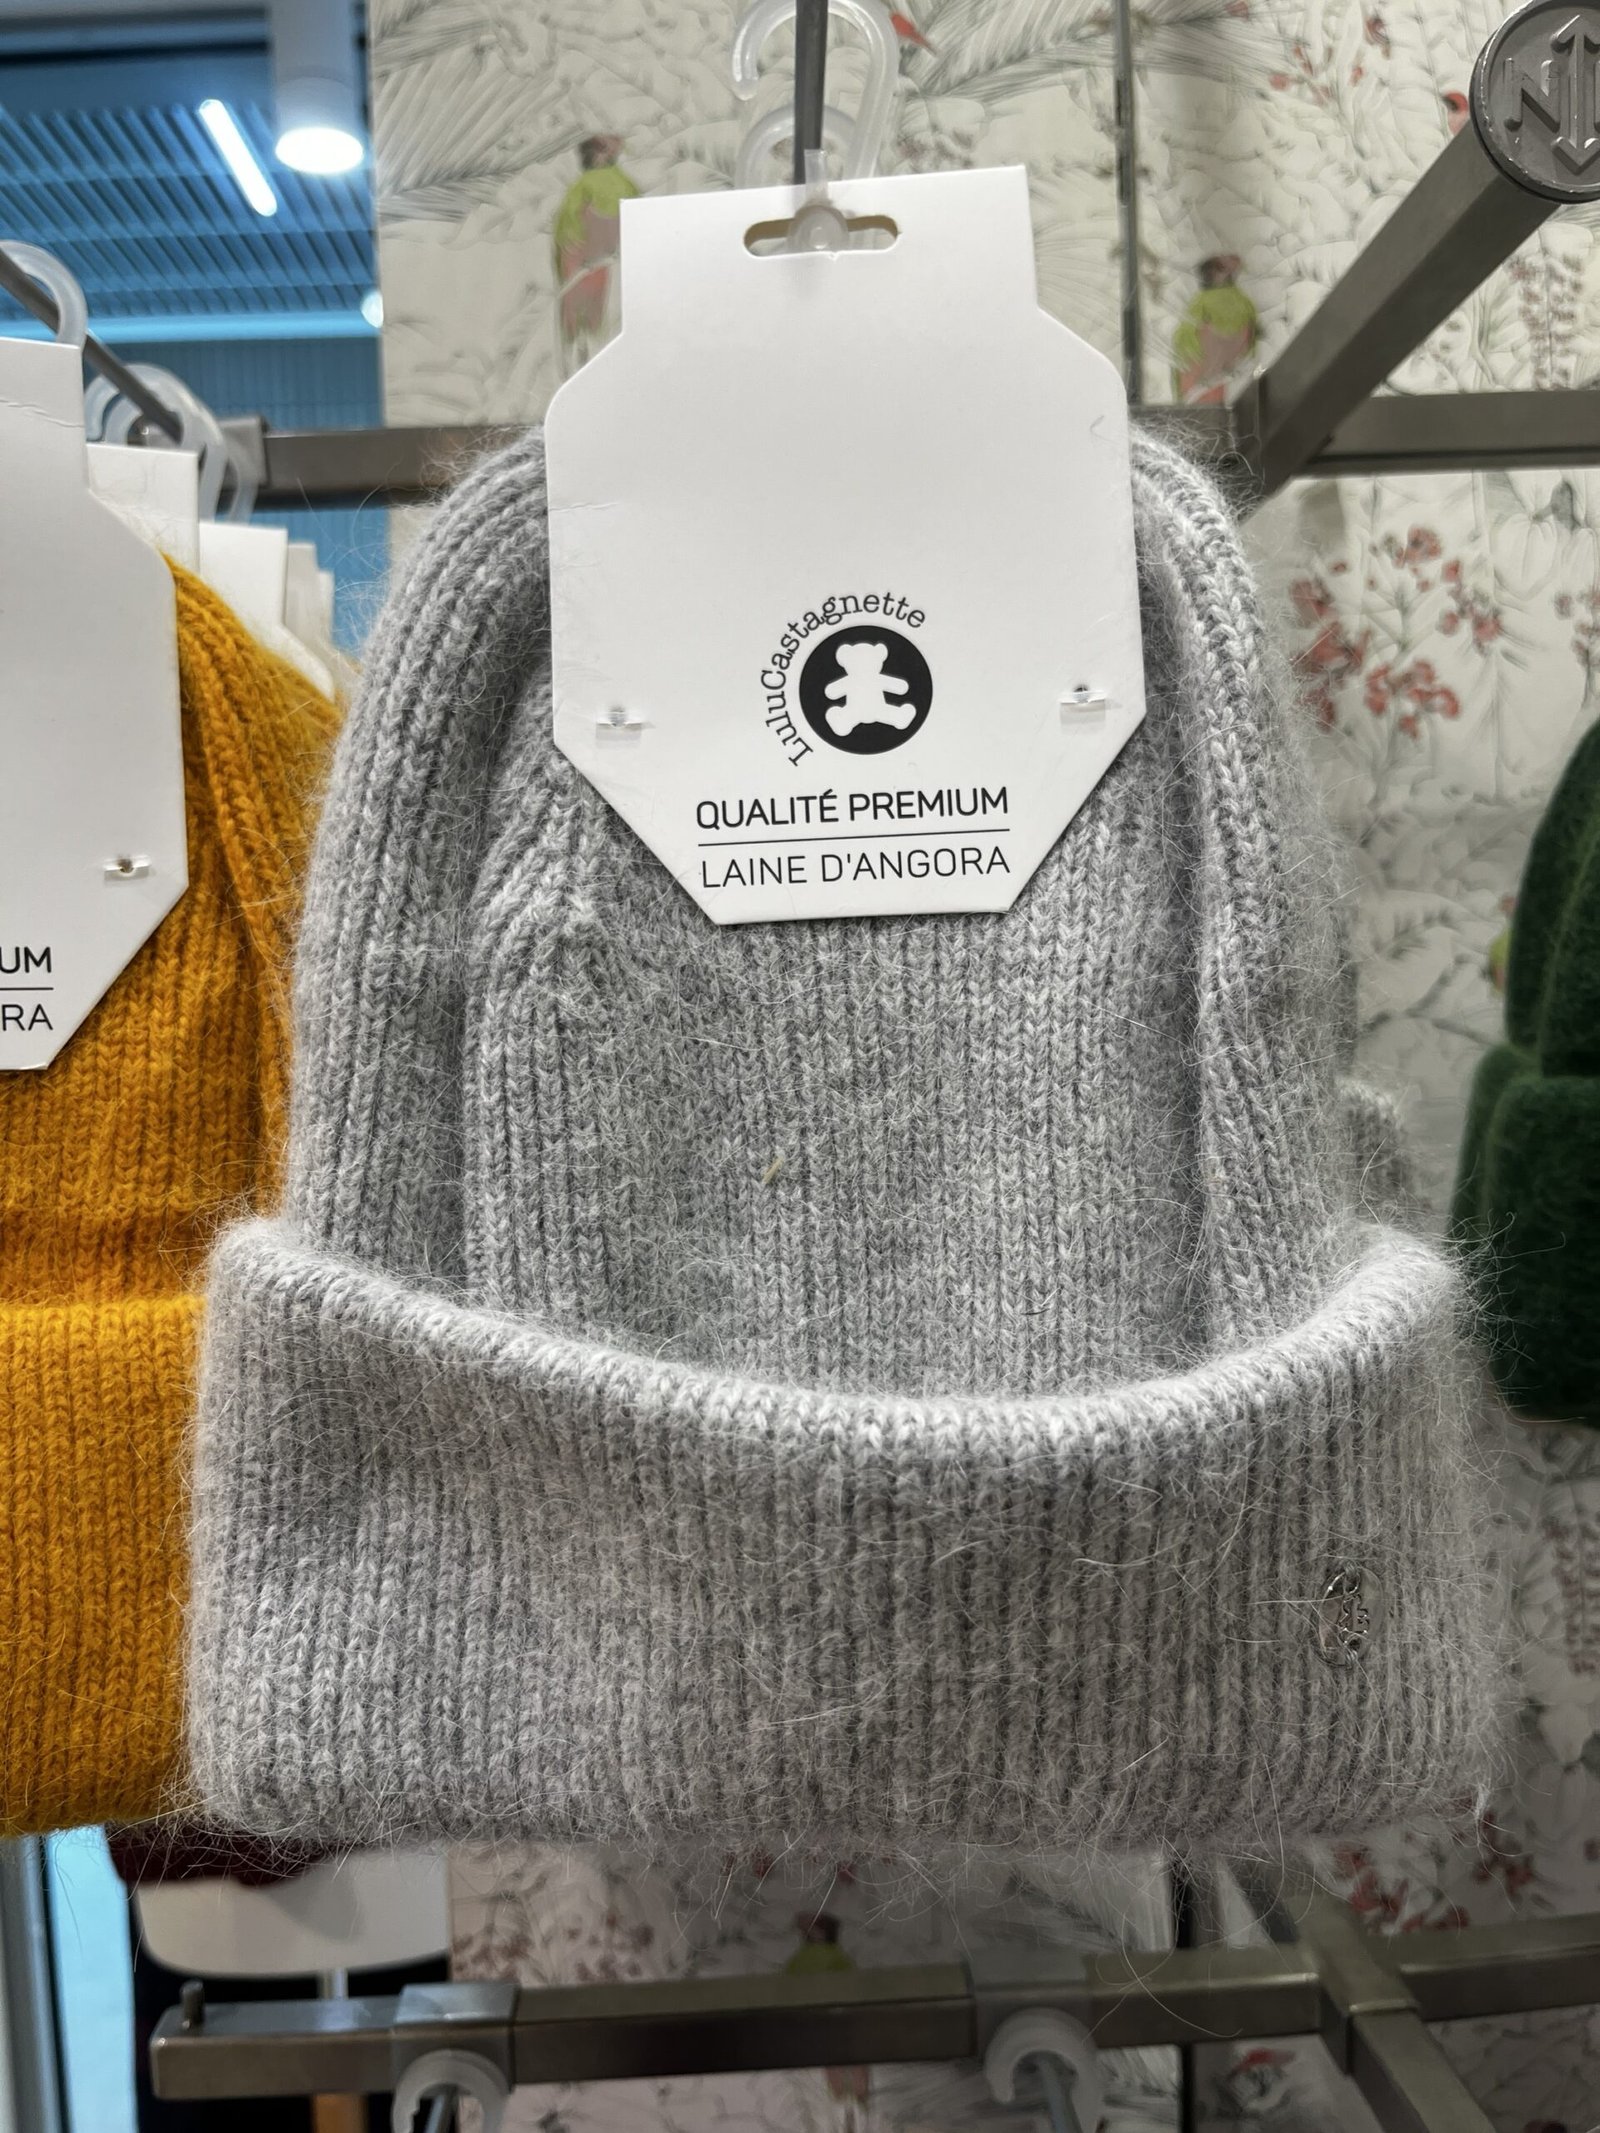 LuluCastagnette
QUALITÉ PREMIUM
LAINE D'ANGORA
UM
RA